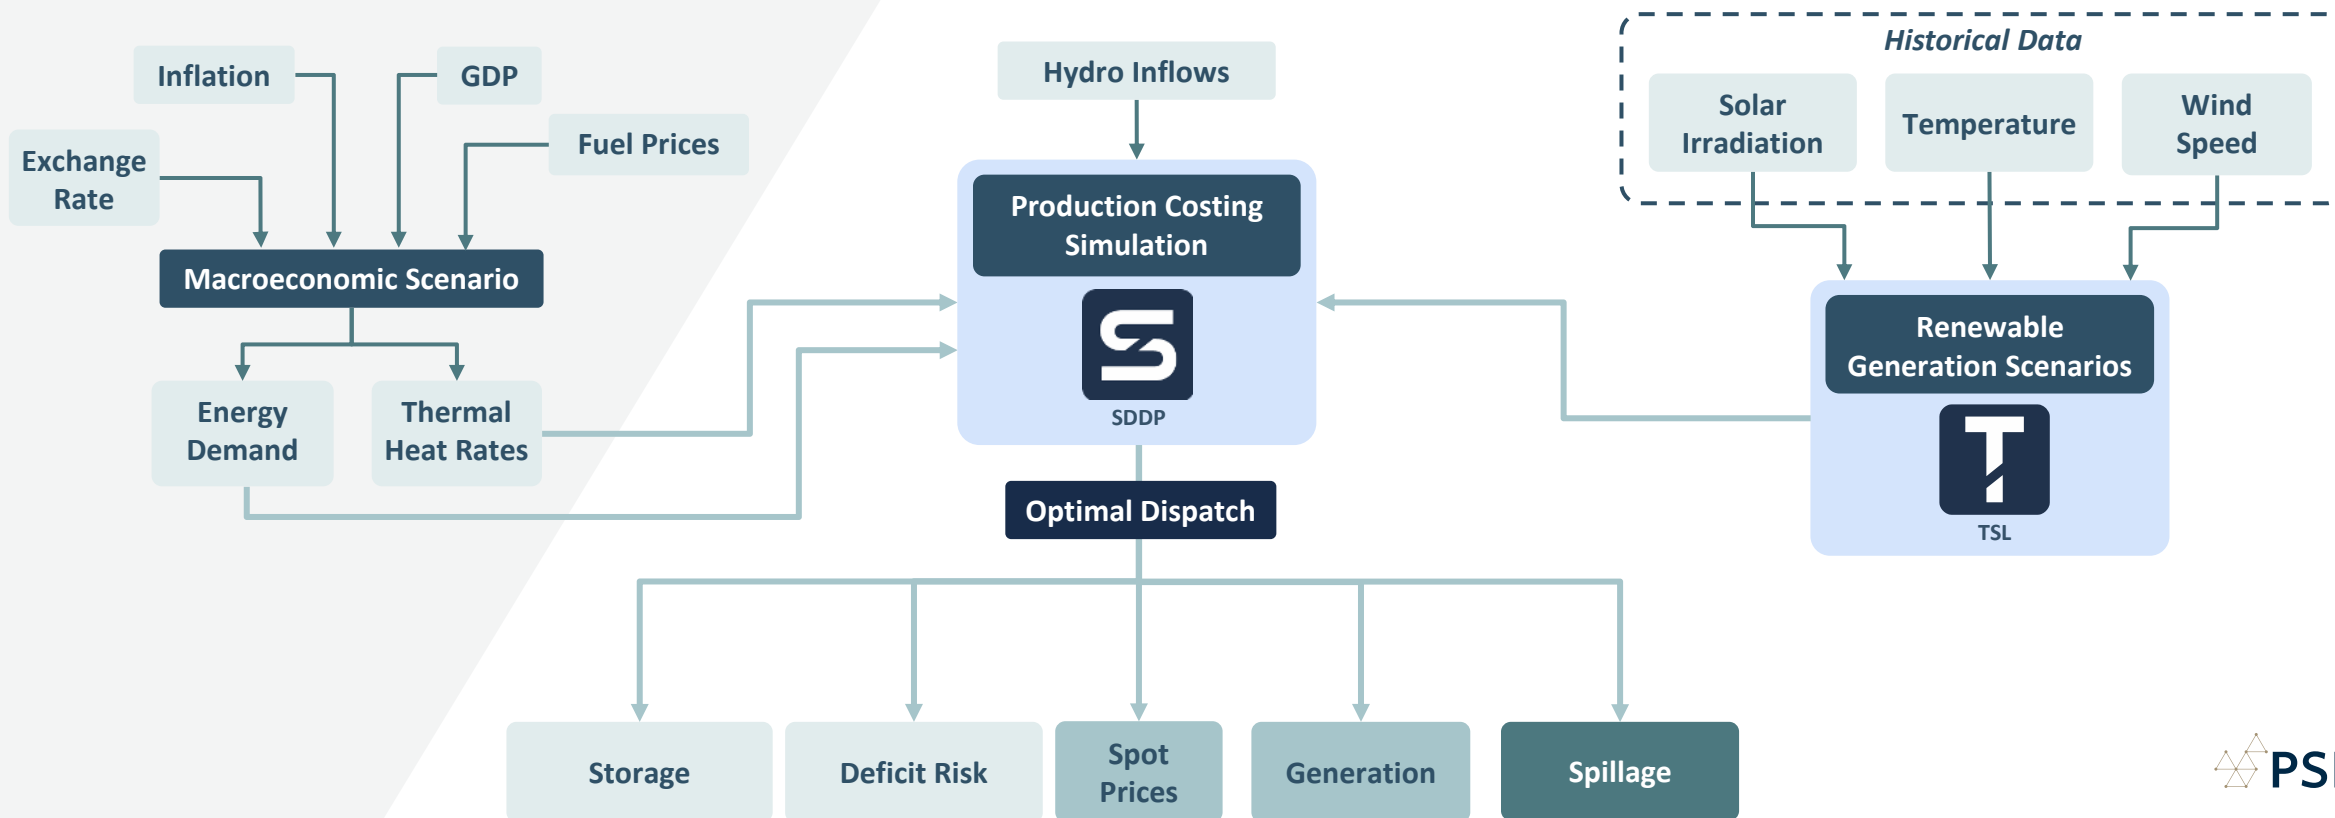 Inflation
GDP
Exchange
Rate
Fuel Prices
Macroeconomic Scenario
Energy
Demand
Thermal
Heat Rates
Hydro Inflows
Production Costing
Simulation
SDDP
Optimal Dispatch
Historical Data
Solar
Irradiation
Temperature
Wind
Speed
Renewable
Generation Scenarios
TSL
Storage
Deficit Risk
Spot
Prices
Generation
Spillage